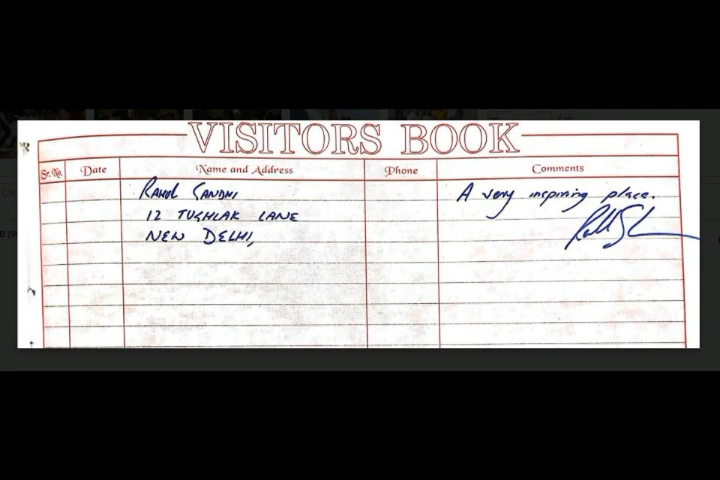 VISITORS BOOK
Sr. No. Date Name and Address Phone Comments
RAHUL GANDHI A very inspiring place.
12 TUGHLAK LANE
NEW DELHI,